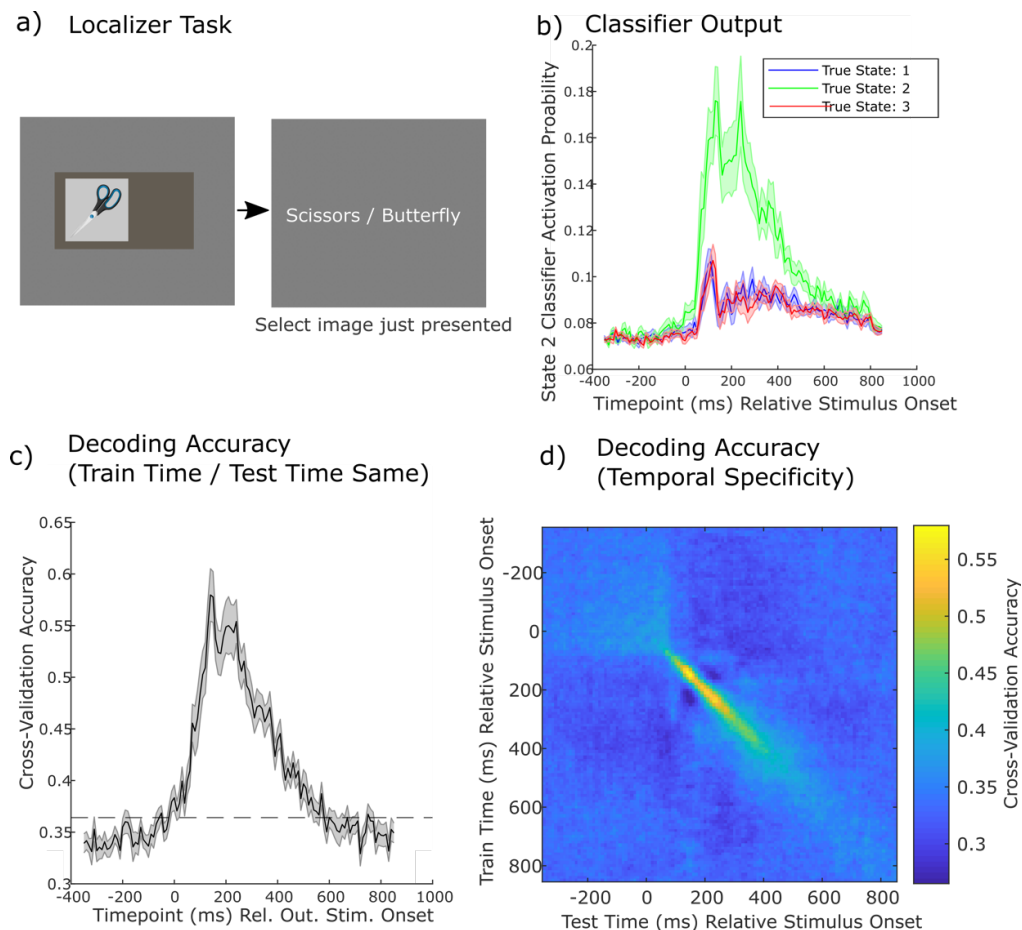 a) Localizer Task
Scissors / Butterfly
Select image just presented
b) Classifier Output
State 2 Classifier Activation Proability
0.2
0.18
0.16
0.14
0.12
0.1
0.08
0.06
True State: 1
True State: 2
True State: 3
-400 -200 0 200 400 600 800 1000
Timepoint (ms) Relative Stimulus Onset
c) Decoding Accuracy
(Train Time / Test Time Same)
Cross-Validation Accuracy
0.65
0.6
0.55
0.5
0.45
0.4
0.35
0.3
-400 -200 0 200 400 600 800 1000
Timepoint (ms) Rel. Out. Stim. Onset
d) Decoding Accuracy
(Temporal Specificity)
Train Time (ms) Relative Stimulus Onset
-200
0
200
400
600
800
-200 0 200 400 600 800
Test Time (ms) Relative Stimulus Onset
0.55
0.5
0.45
0.4
0.35
0.3
Cross-Validation Accuracy